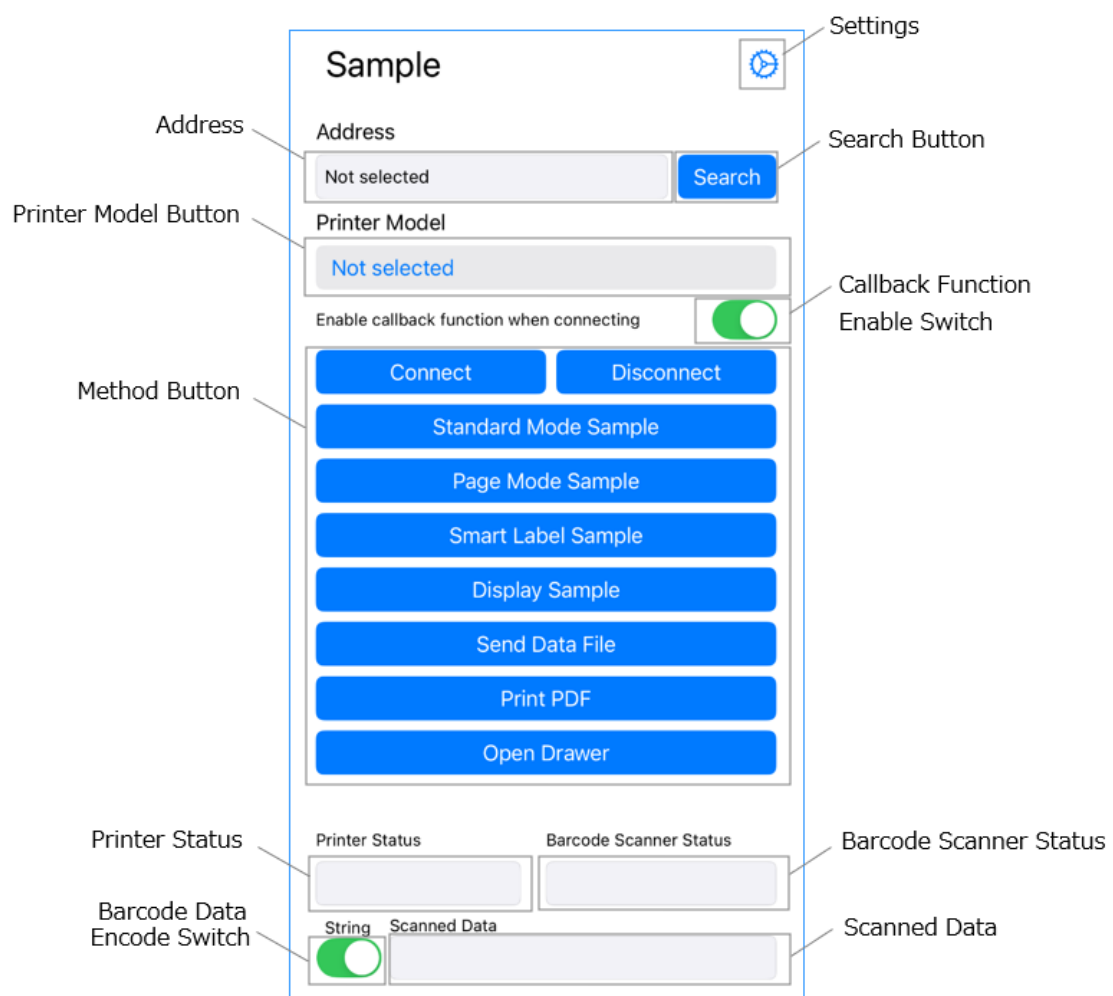 Settings
Sample
Address
Address
Search Button
Not selected
Search
Printer Model Button
Printer Model
Not selected
Callback Function
Enable Switch
Enable callback function when connecting
Method Button
Connect
Disconnect
Standard Mode Sample
Page Mode Sample
Smart Label Sample
Display Sample
Send Data File
Print PDF
Open Drawer
Printer Status
Printer Status
Barcode Scanner Status
Barcode Scanner Status
Barcode Data
Encode Switch
String
Scanned Data
Scanned Data